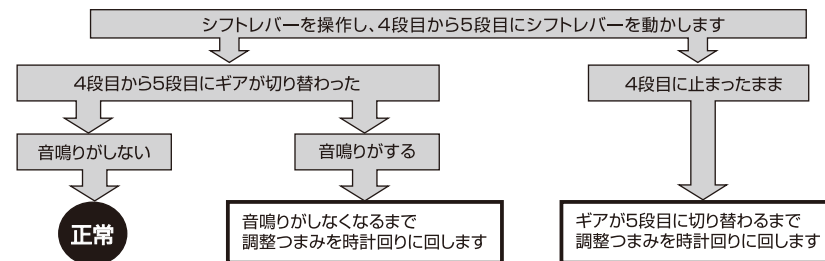 シフトレバーを操作し、4段目から5段目にシフトレバーを動かします
4段目から5段目にギアが切り替わった
4段目に止まったまま
音鳴りがしない
音鳴りがする
正常
音鳴りがしなくなるまで
調整つまみを時計回りに回します
ギアが5段目に切り替わるまで
調整つまみを時計回りに回します